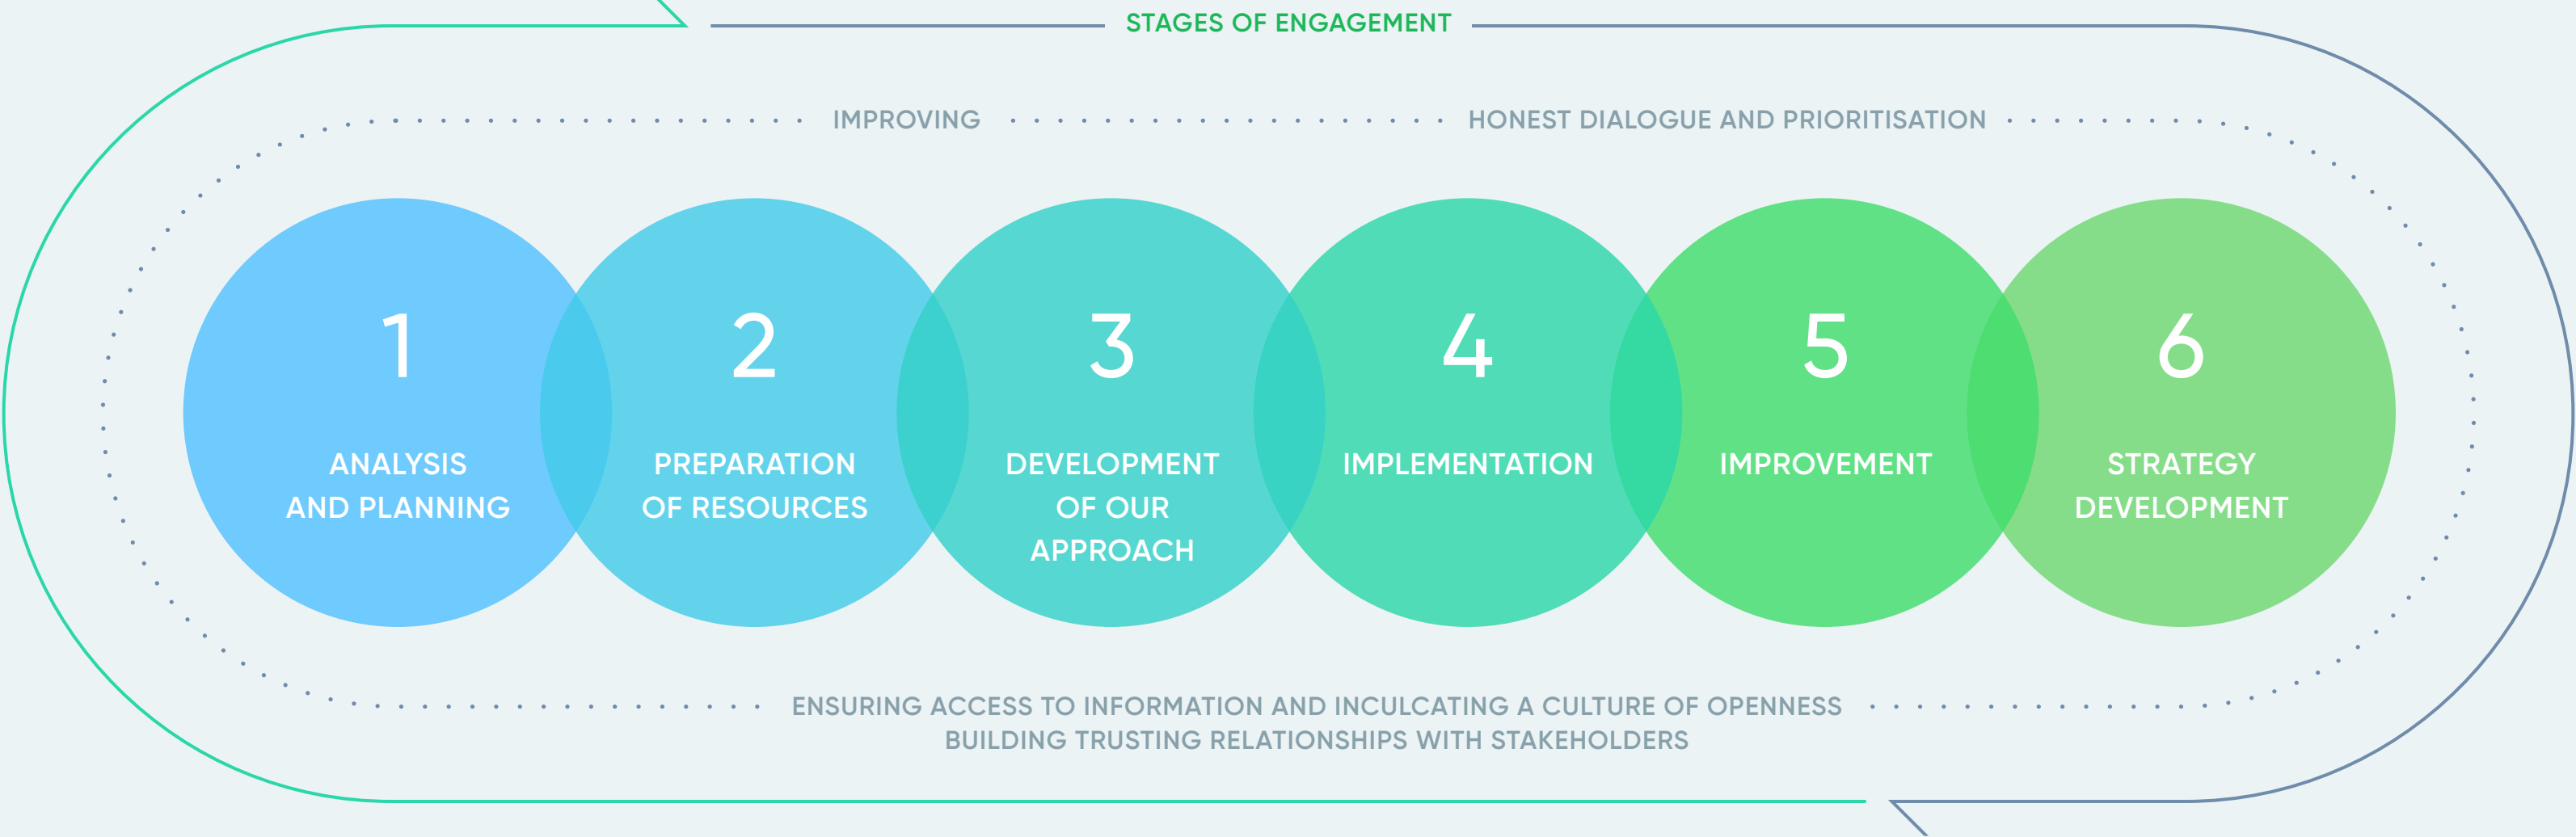 STAGES OF ENGAGEMENT
IMPROVING
HONEST DIALOGUE AND PRIORITISATION
1
ANALYSIS
AND PLANNING
2
PREPARATION
OF RESOURCES
3
DEVELOPMENT
OF OUR
APPROACH
4
IMPLEMENTATION
5
IMPROVEMENT
6
STRATEGY
DEVELOPMENT
ENSURING ACCESS TO INFORMATION AND INCULCATING A CULTURE OF OPENNESS
BUILDING TRUSTING RELATIONSHIPS WITH STAKEHOLDERS